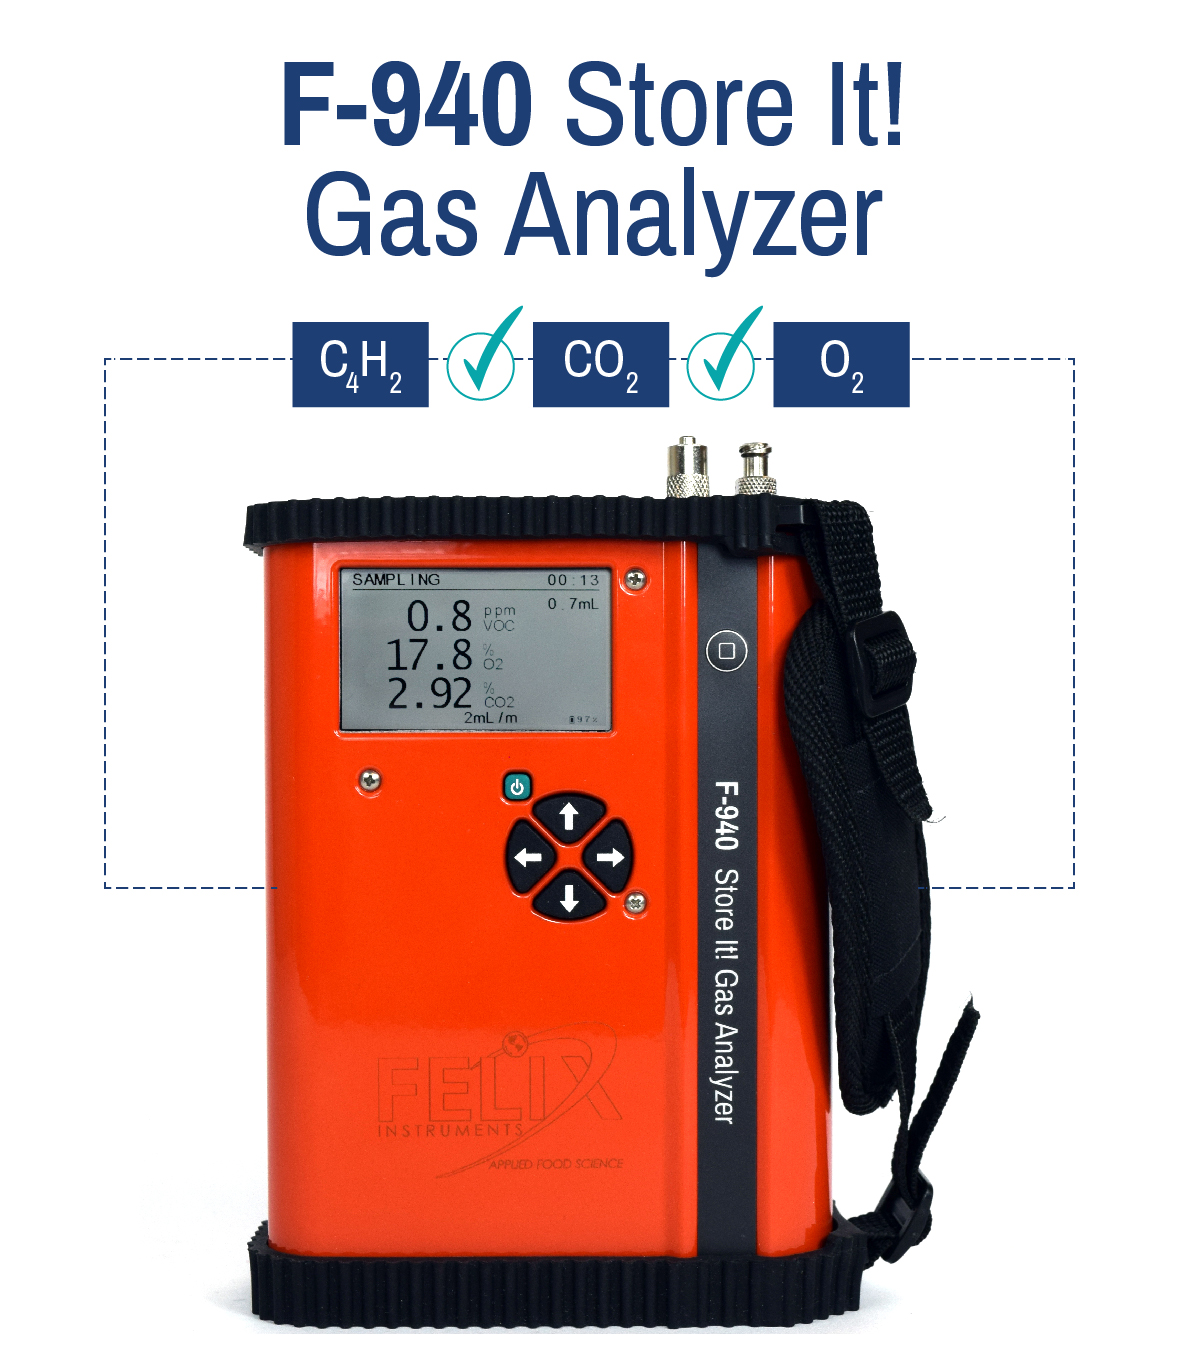 F-940 Store It!
Gas Analyzer
C₄H₂ CO₂ O₂
SAMPLING 00:13
0.7mL
0.8 ppm VOC
17.8 % O2
2.92 % CO2
2mL/m 97%
F-940 Store It! Gas Analyzer
FELIX
INSTRUMENTS
APPLIED FOOD SCIENCE